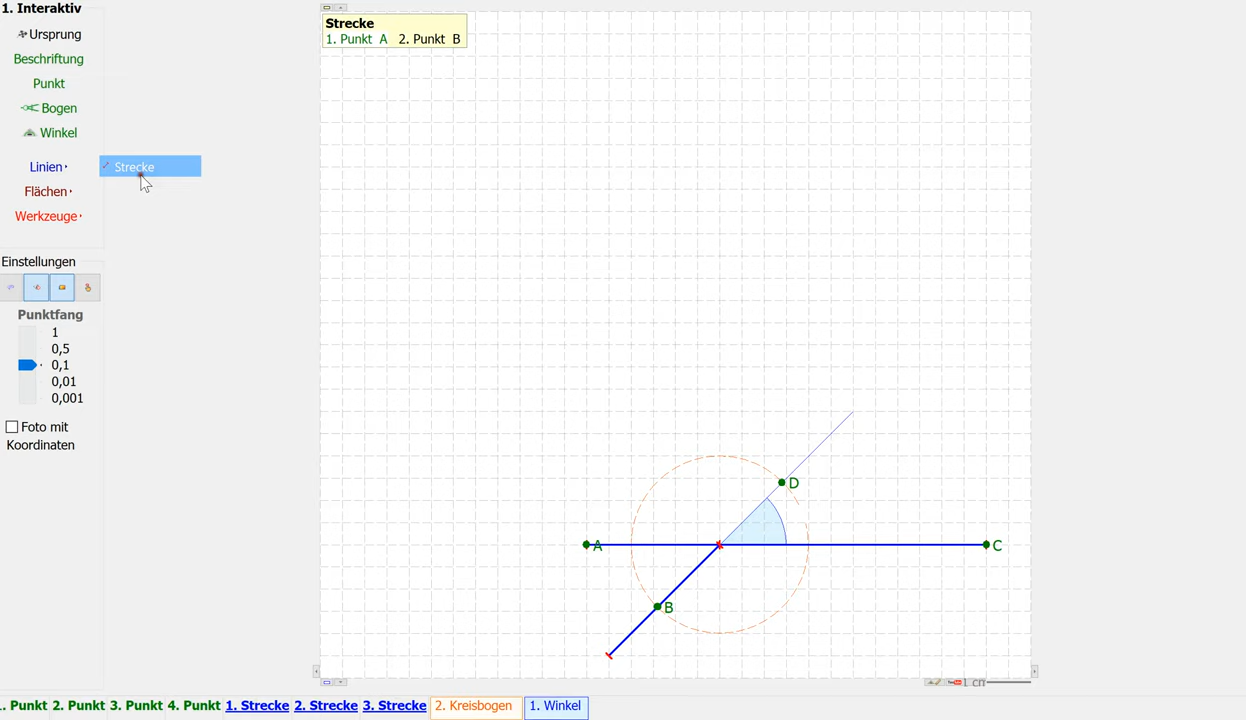 1. Interaktiv
Ursprung
Beschriftung
Punkt
Bogen
Winkel
Linien
Strecke
Flächen
Werkzeuge
Einstellungen
Punktfang
1
0,5
0,1
0,01
0,001
Foto mit
Koordinaten
Strecke
1. Punkt A 2. Punkt B
D
A
C
B
1 cm
. Punkt 2. Punkt 3. Punkt 4. Punkt 1. Strecke 2. Strecke 3. Strecke 2. Kreisbogen 1. Winkel